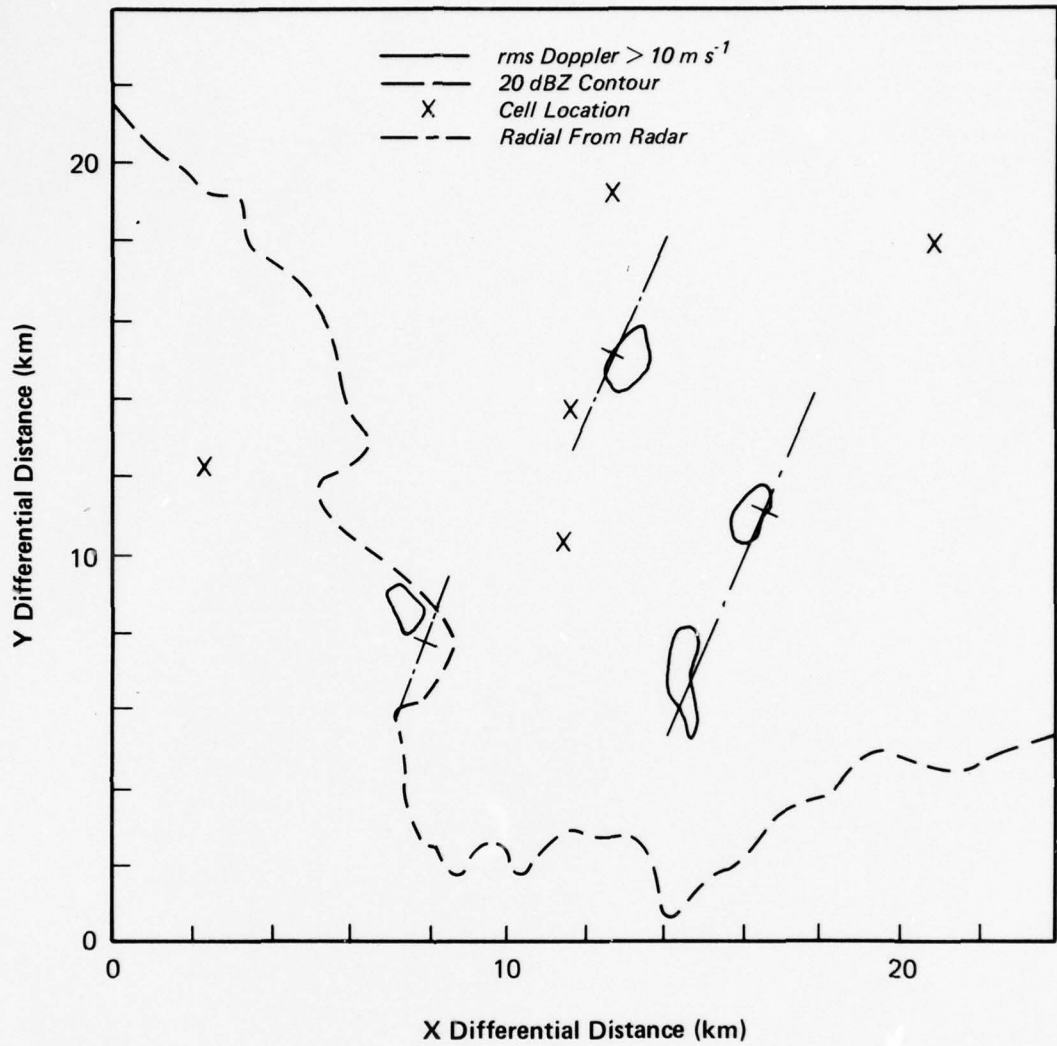 rms Doppler > 10 m s⁻¹
20 dBZ Contour
X Cell Location
Radial From Radar
20
10
0
0
10
20
Y Differential Distance (km)
X Differential Distance (km)